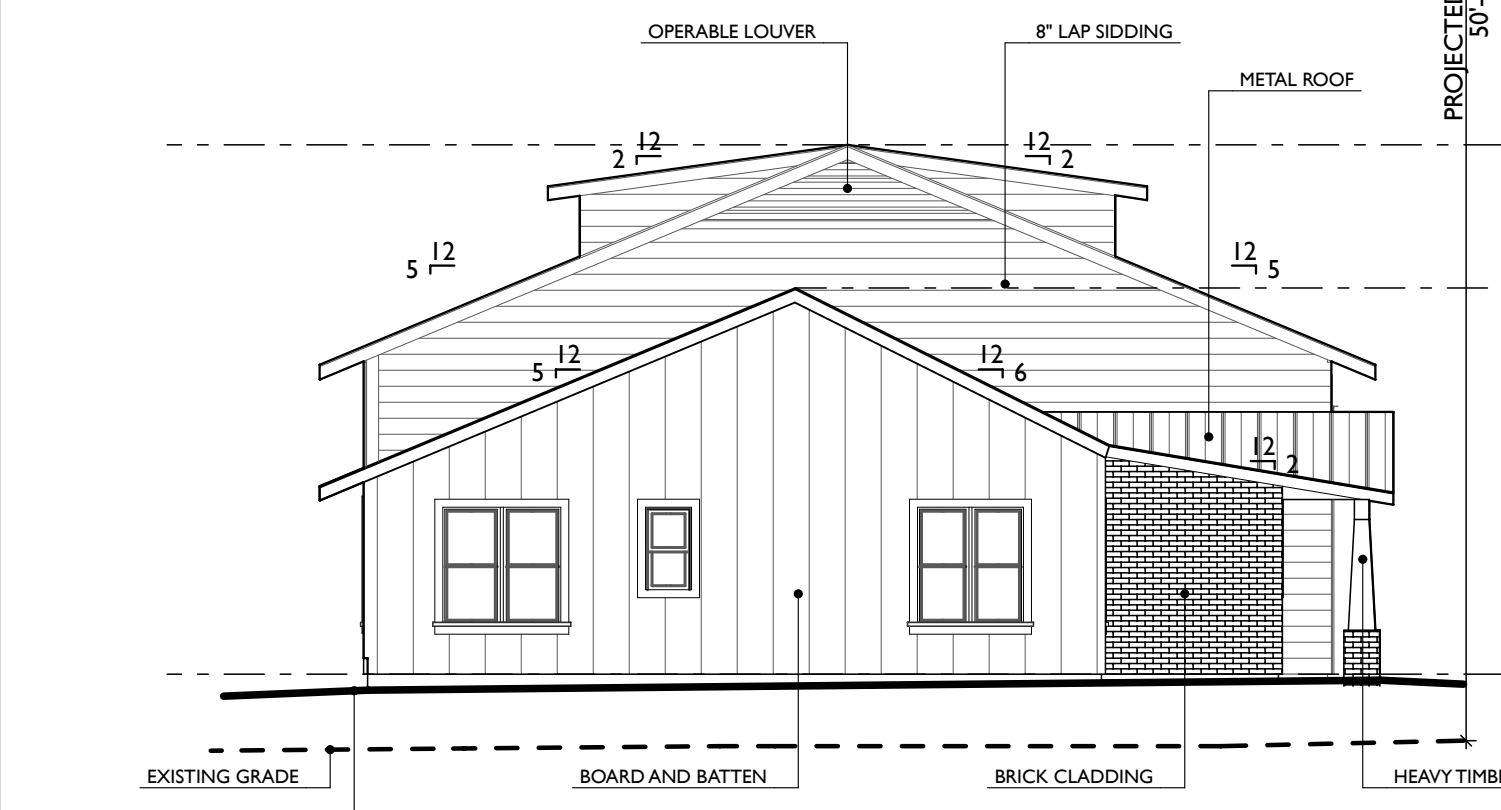 OPERABLE LOUVER
8" LAP SIDDING
PROJECTED
50'-
METAL ROOF
12
2
12
2
12
5
12
5
12
5
12
6
12
2
EXISTING GRADE
BOARD AND BATTEN
BRICK CLADDING
HEAVY TIMB